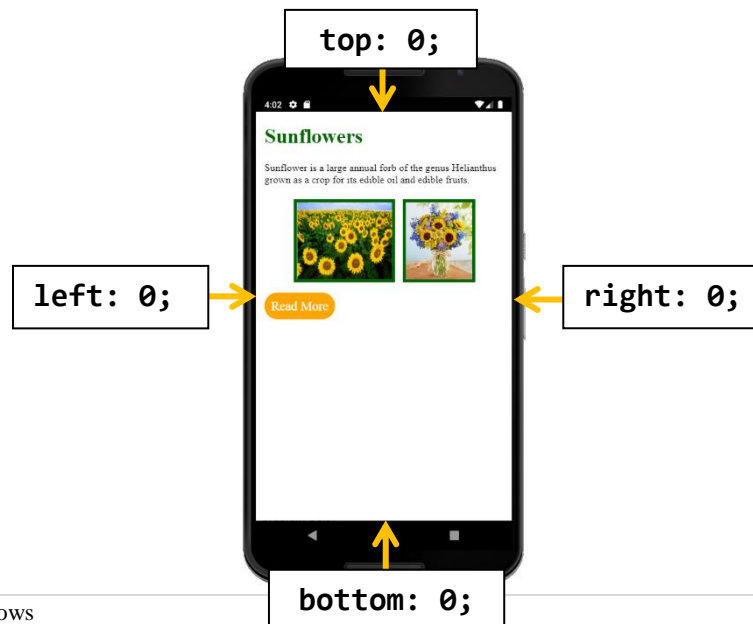 top: 0;
4:02
Sunflowers
Sunflower is a large annual forb of the genus Helianthus
grown as a crop for its edible oil and edible fruits.
left: 0;
right: 0;
Read More
bottom: 0;
ows